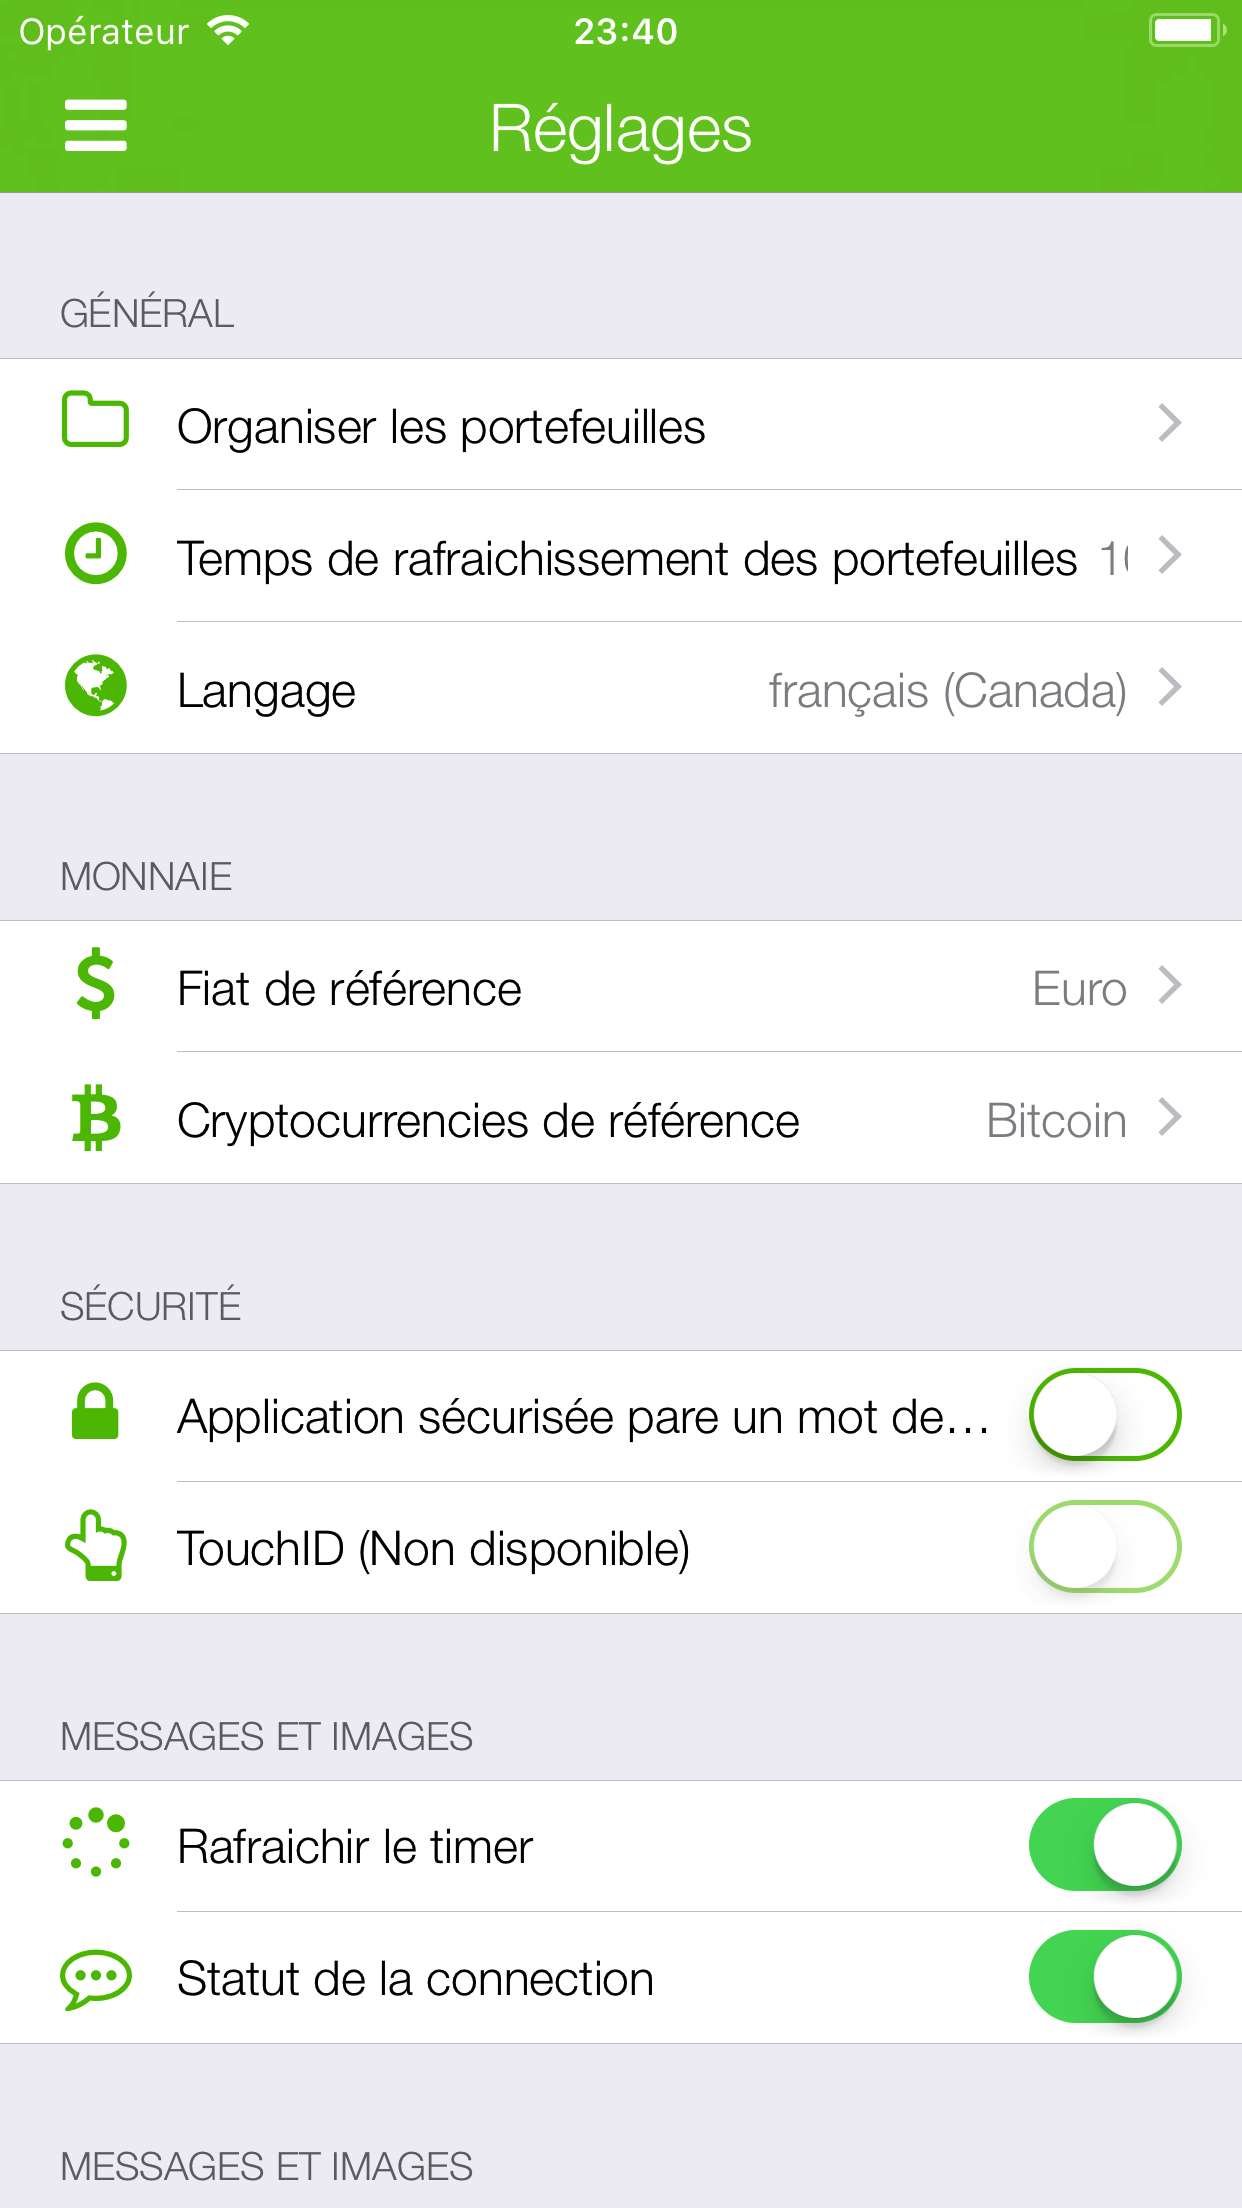 Opérateur 23:40
Réglages
GÉNÉRAL
Organiser les portefeuilles
Temps de rafraichissement des portefeuilles
Langage français (Canada)
MONNAIE
Fiat de référence Euro
Cryptocurrencies de référence Bitcoin
SÉCURITÉ
Application sécurisée pare un mot de…
TouchID (Non disponible)
MESSAGES ET IMAGES
Rafraichir le timer
Statut de la connection
MESSAGES ET IMAGES